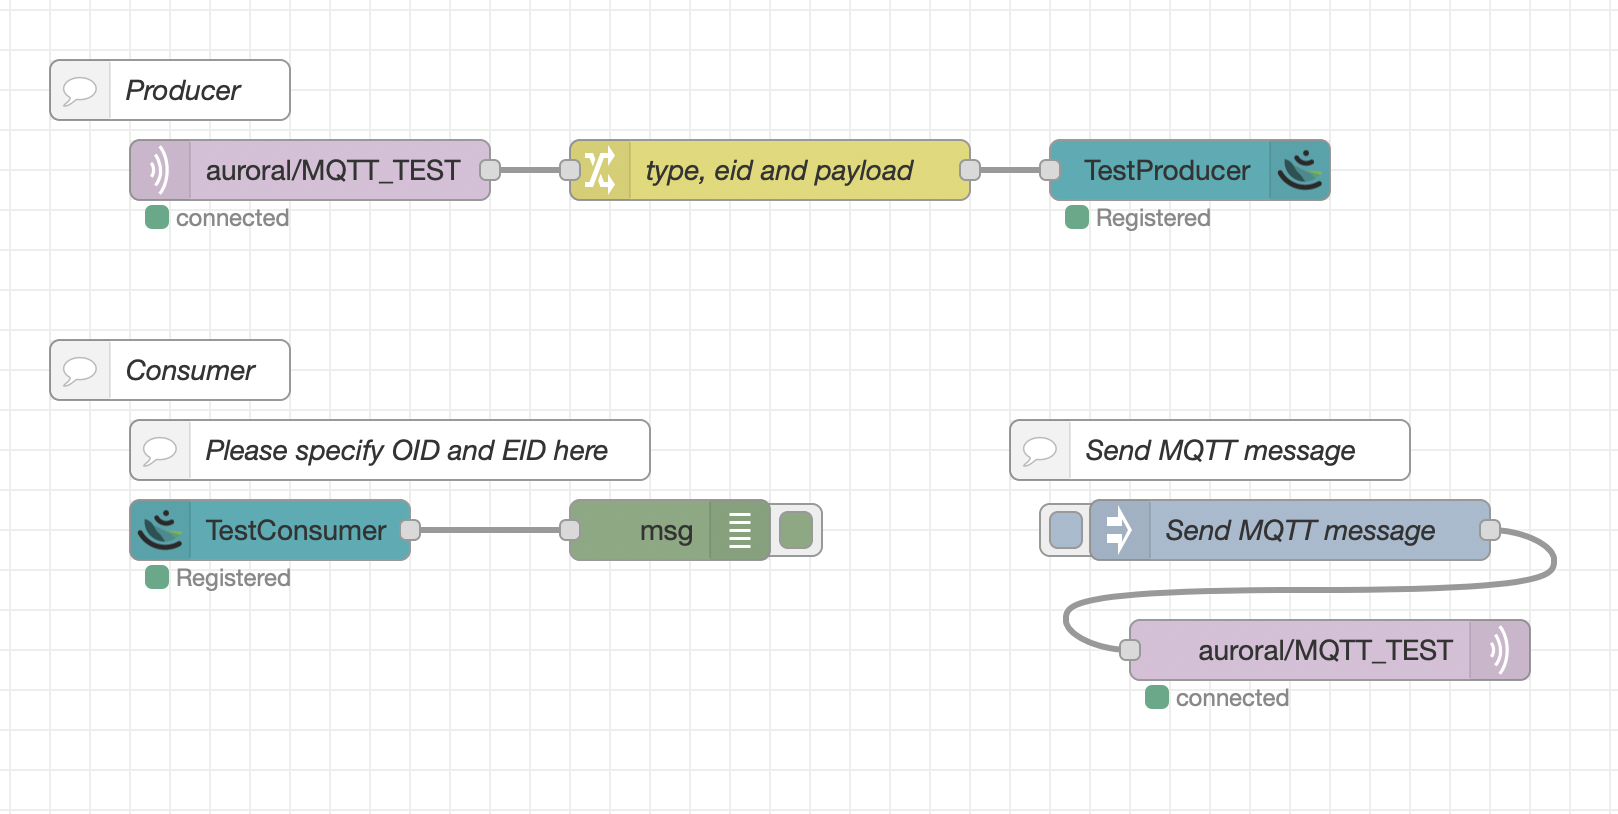 Producer
auroral/MQTT_TEST
type, eid and payload
TestProducer
connected
Registered
Consumer
Please specify OID and EID here
Send MQTT message
TestConsumer
msg
Send MQTT message
Registered
auroral/MQTT_TEST
connected